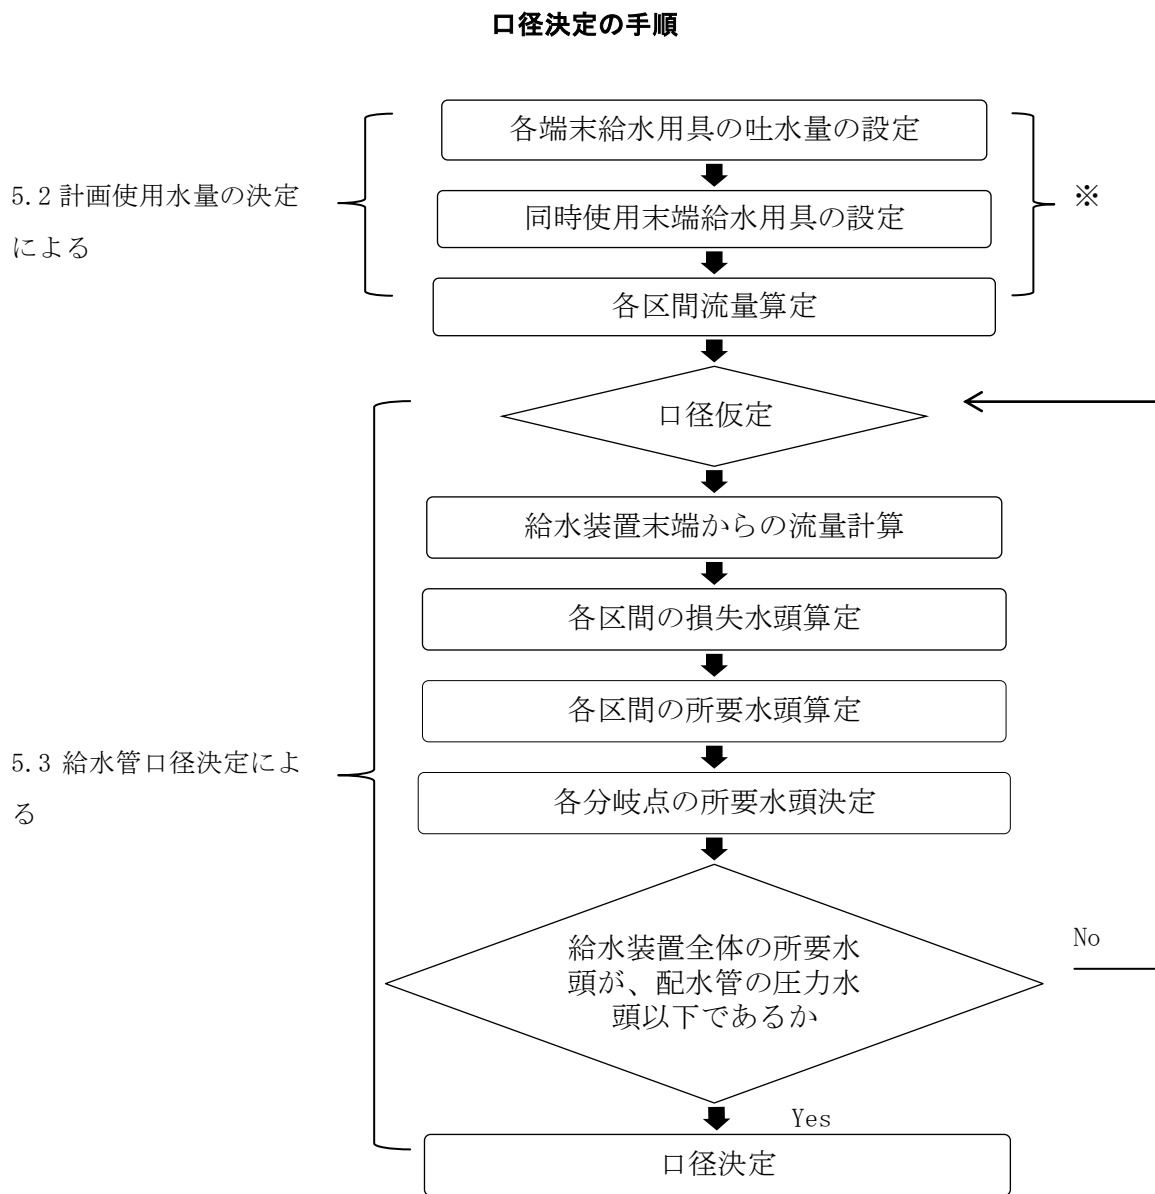 口径決定の手順
各端末給水用具の吐水量の設定
5.2 計画使用水量の決定
による
※
同時使用末端給水用具の設定
各区間流量算定
口径仮定
給水装置末端からの流量計算
各区間の損失水頭算定
各区間の所要水頭算定
5.3 給水管口径決定によ
る
各分岐点の所要水頭決定
給水装置全体の所要水
頭が、配水管の圧力水
頭以下であるか
No
Yes
口径決定